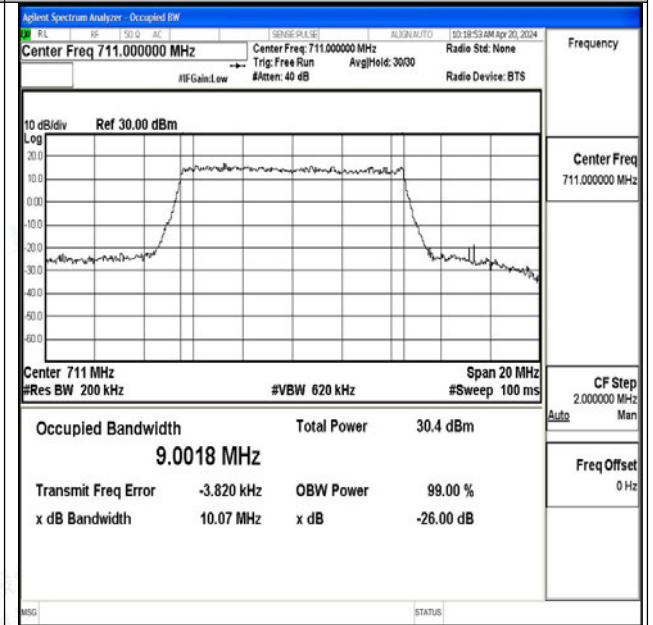 Agilent Spectrum Analyzer - Occupied BW
RL RF 50 Ω AC SENSE:PULSE ALIGN AUTO 10:18:53 AM Apr 20, 2024
Center Freq 711.000000 MHz
Center Freq: 711.000000 MHz
Radio Std: None
Trig: Free Run Avg|Hold: 30/30
#IFGain:Low #Atten: 40 dB Radio Device: BTS
Frequency
10 dB/div Ref 30.00 dBm
Log
20.0
10.0
0.00
-10.0
-20.0
-30.0
-40.0
-50.0
-60.0
Center 711 MHz Span 20 MHz
#Res BW 200 kHz #VBW 620 kHz #Sweep 100 ms
Occupied Bandwidth Total Power 30.4 dBm
9.0018 MHz
Transmit Freq Error -3.820 kHz OBW Power 99.00 %
x dB Bandwidth 10.07 MHz x dB -26.00 dB
Center Freq
711.000000 MHz
CF Step
2.000000 MHz
Auto Man
Freq Offset
0 Hz
MSG STATUS